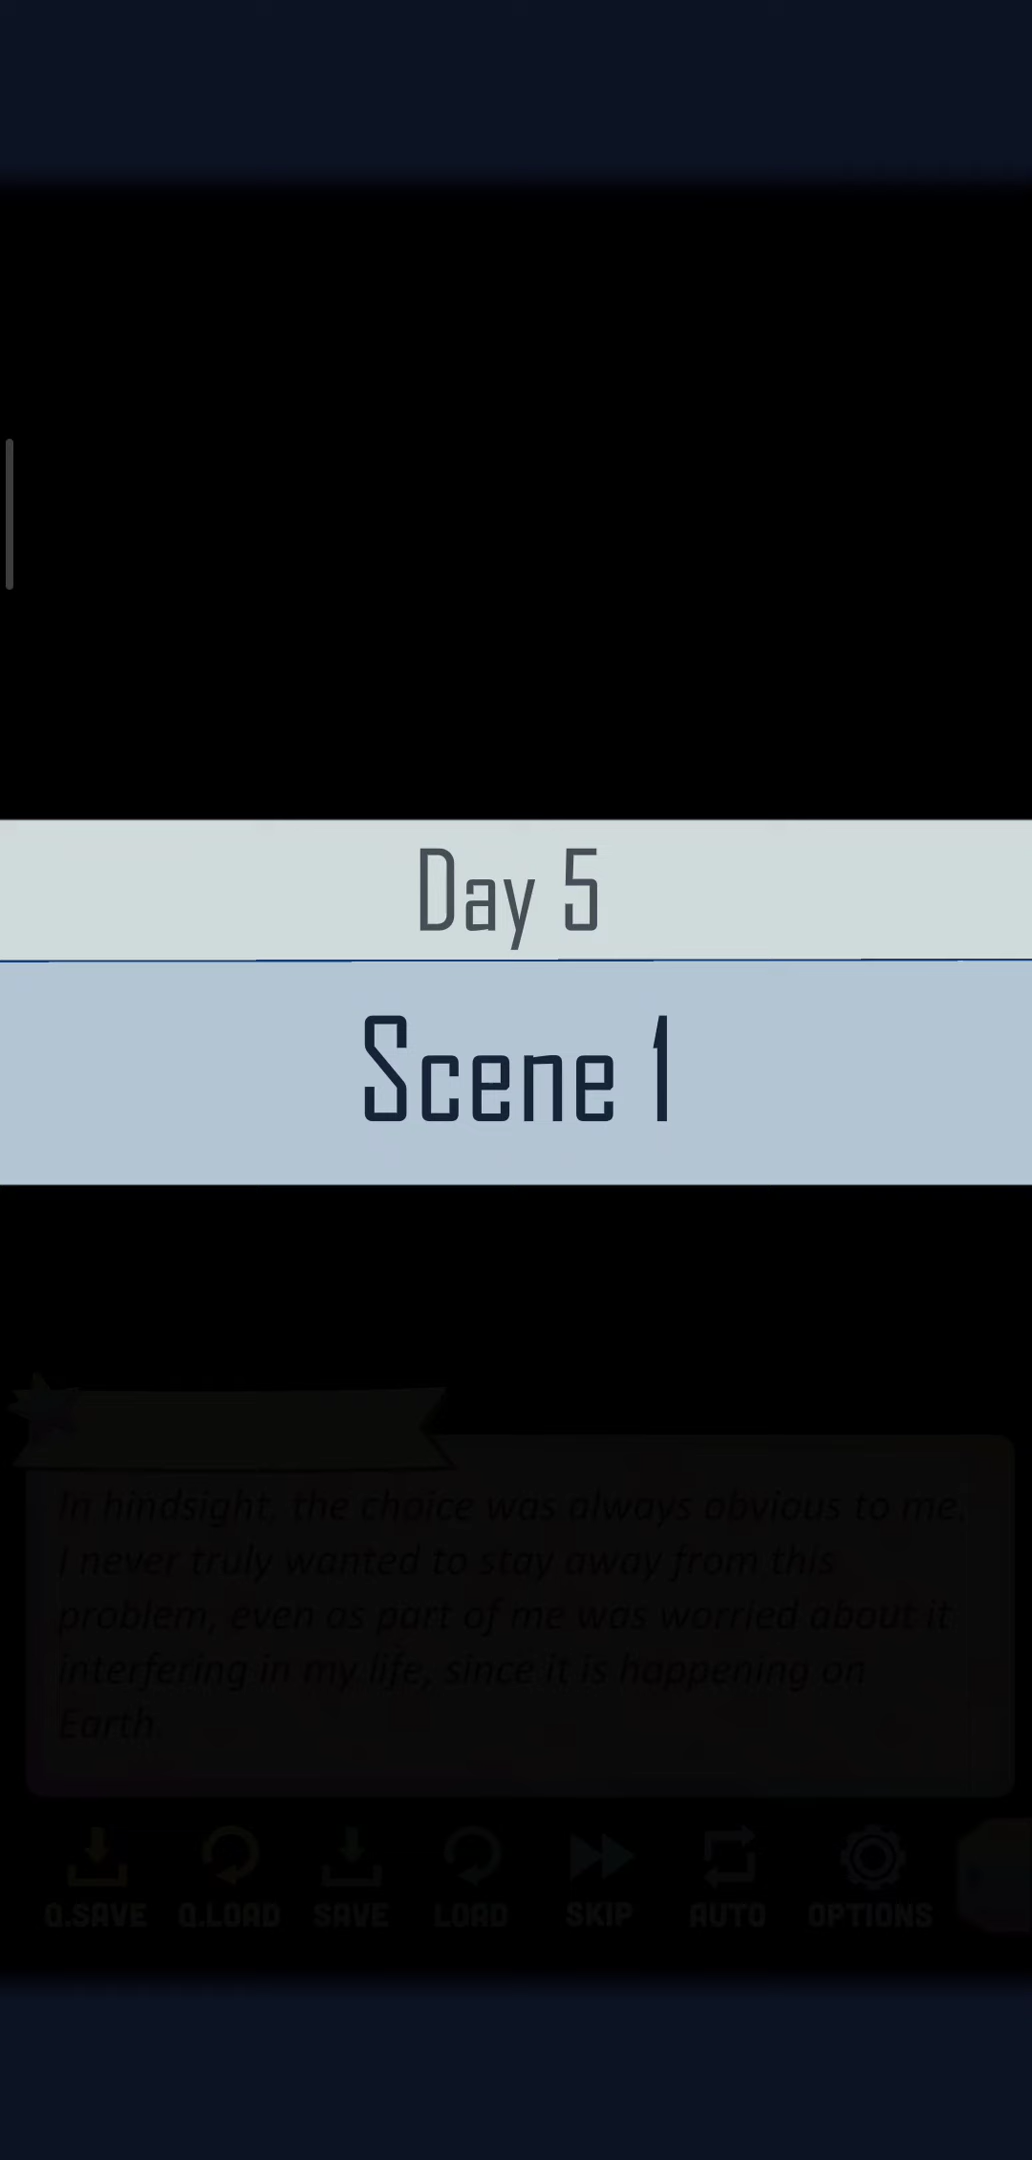 Day 5
Scene 1
In hindsight, the choice was always obvious to me.
I never truly wanted to stay away from this
problem, even as part of me was worried about it
interfering in my life, since it is happening on
Earth.
Q.SAVE Q.LOAD SAVE LOAD SKIP AUTO OPTIONS